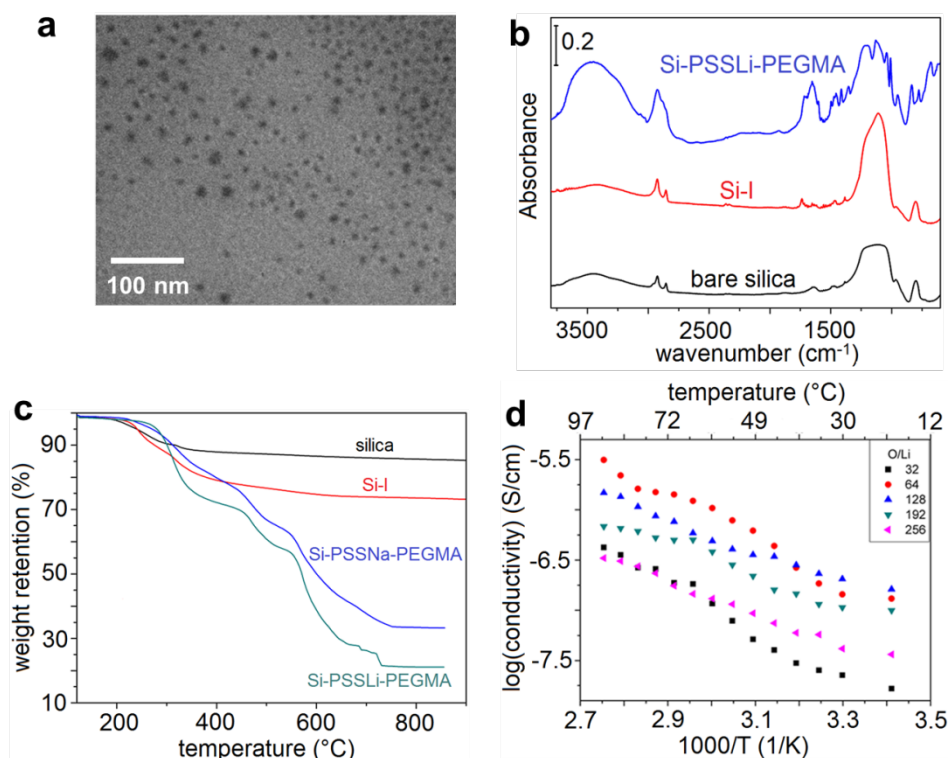 a
100 nm
b
0.2
Si-PSSLi-PEGMA
Si-I
bare silica
Absorbance
3500 2500 1500
wavenumber (cm-1)
c
90
70
50
30
10
weight retention (%)
silica
Si-I
Si-PSSNa-PEGMA
Si-PSSLi-PEGMA
200 400 600 800
temperature (°C)
d
temperature (°C)
97 72 49 30 12
-5.5
-6.5
-7.5
log(conductivity) (S/cm)
O/Li
32
64
128
192
256
2.7 2.9 3.1 3.3 3.5
1000/T (1/K)